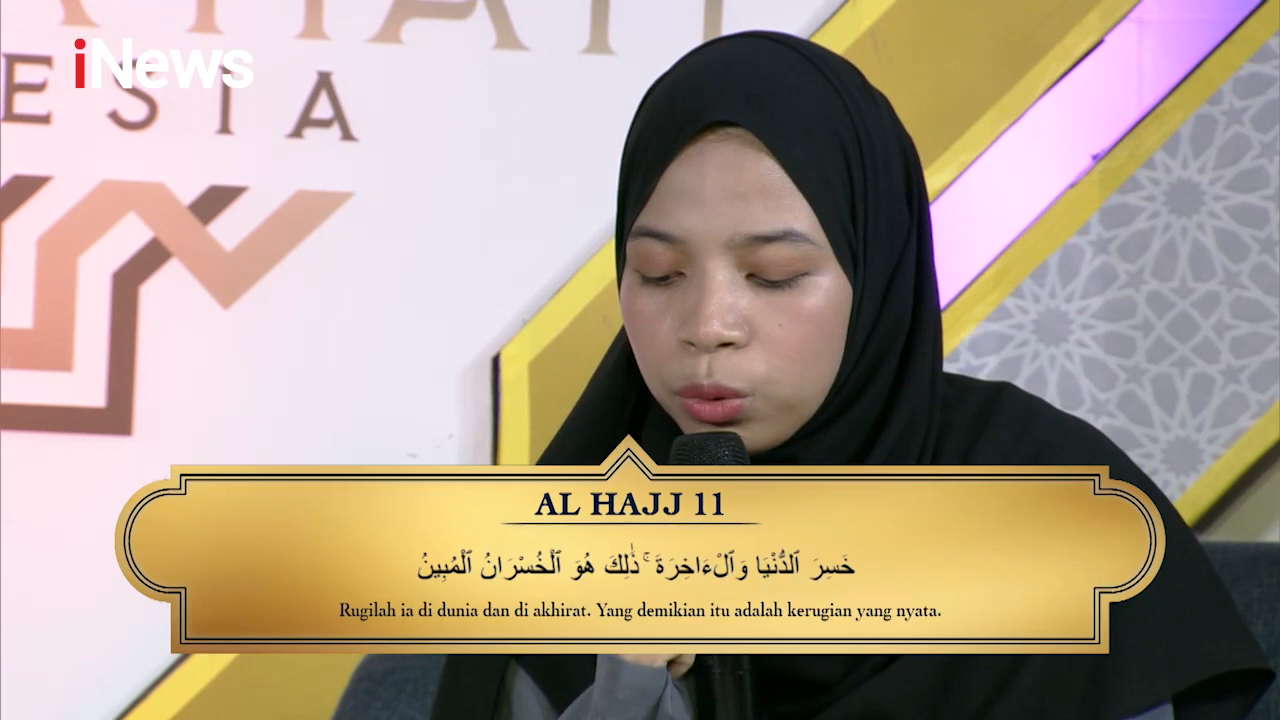 iNews
ESIA
AL HAJJ 11
خَسِرَ ٱلدُّنْيَا وَٱلْءَاخِرَةَ ۚ ذَٰلِكَ هُوَ ٱلْخُسْرَانُ ٱلْمُبِينُ
Rugilah ia di dunia dan di akhirat. Yang demikian itu adalah kerugian yang nyata.